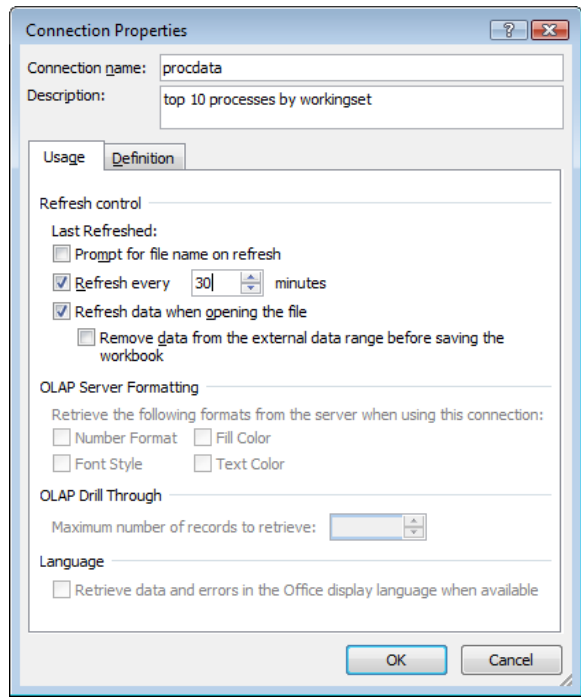 Connection Properties
Connection name: procdata
Description: top 10 processes by workingset
Usage Definition
Refresh control
Last Refreshed:
Prompt for file name on refresh
Refresh every 30 minutes
Refresh data when opening the file
Remove data from the external data range before saving the
workbook
OLAP Server Formatting
Retrieve the following formats from the server when using this connection:
Number Format Fill Color
Font Style Text Color
OLAP Drill Through
Maximum number of records to retrieve:
Language
Retrieve data and errors in the Office display language when available
OK Cancel